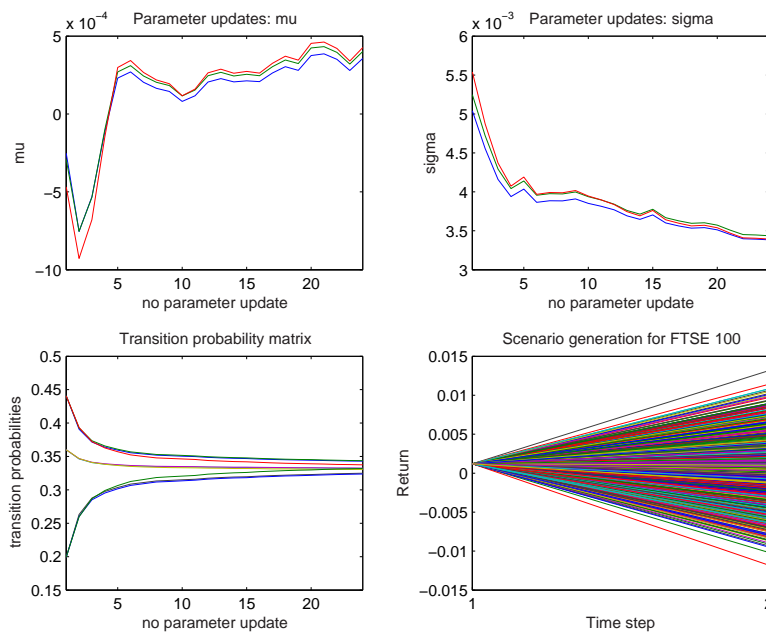 x 10⁻⁴
Parameter updates: mu
5
0
−5
−10
mu
5
10
15
20
no parameter update
x 10⁻³
Parameter updates: sigma
6
5.5
5
4.5
4
3.5
3
sigma
5
10
15
20
no parameter update
Transition probability matrix
0.5
0.45
0.4
0.35
0.3
0.25
0.2
0.15
transition probabilities
5
10
15
20
no parameter update
Scenario generation for FTSE 100
0.015
0.01
0.005
0
−0.005
−0.01
−0.015
Return
1
2
Time step